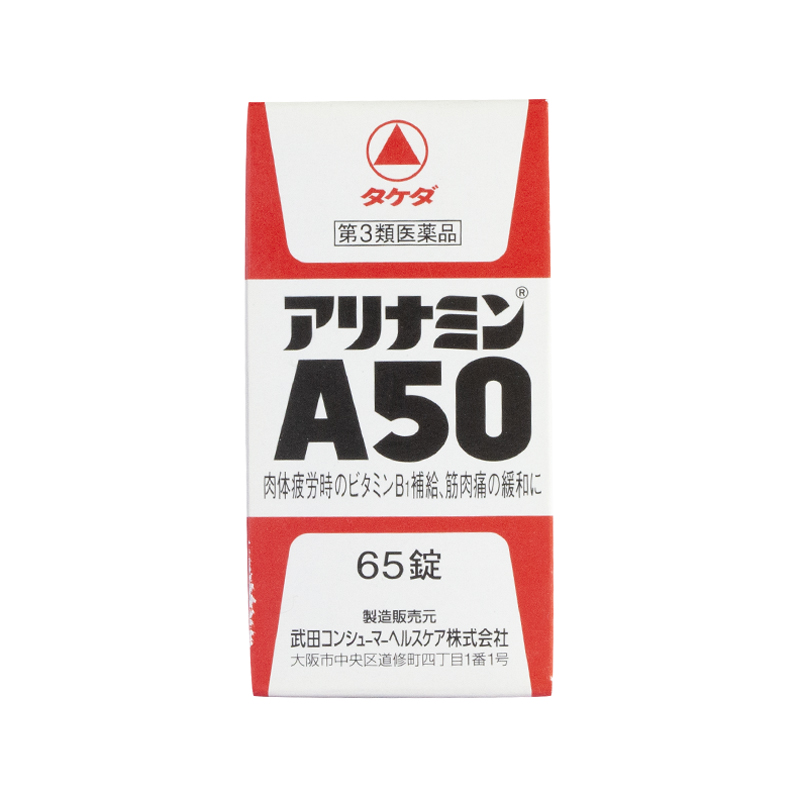 タケダ
第3類医薬品
アリナミン®
A50
肉体疲労時のビタミンB1補給、筋肉痛の緩和に
65錠
製造販売元
武田コンシューマーヘルスケア株式会社
大阪市中央区道修町四丁目1番1号